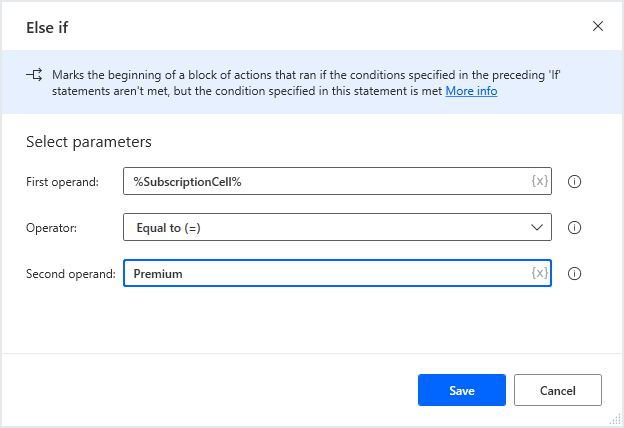 Else if
Marks the beginning of a block of actions that ran if the conditions specified in the preceding 'If'
statements aren't met, but the condition specified in this statement is met More info
Select parameters
First operand: %SubscriptionCell% {x}
Operator: Equal to (=)
Second operand: Premium {x}
Save Cancel